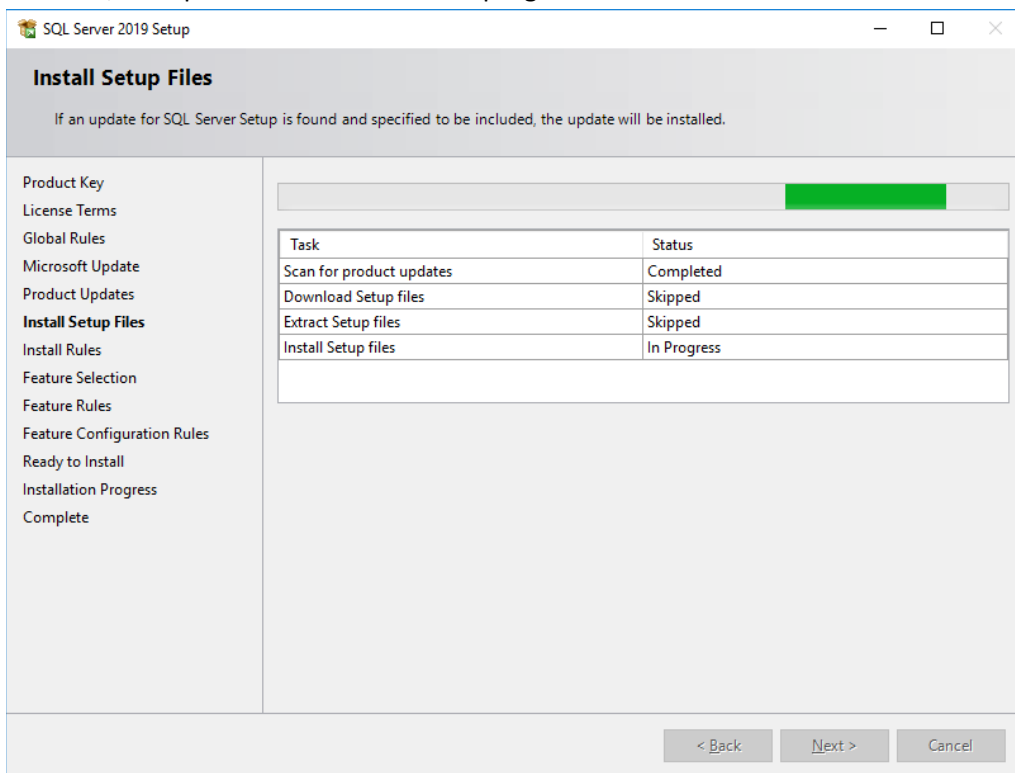 SQL Server 2019 Setup
Install Setup Files
If an update for SQL Server Setup is found and specified to be included, the update will be installed.
Product Key
License Terms
Global Rules
Microsoft Update
Product Updates
Install Setup Files
Install Rules
Feature Selection
Feature Rules
Feature Configuration Rules
Ready to Install
Installation Progress
Complete
Task Status
Scan for product updates Completed
Download Setup files Skipped
Extract Setup files Skipped
Install Setup files In Progress
< Back Next > Cancel